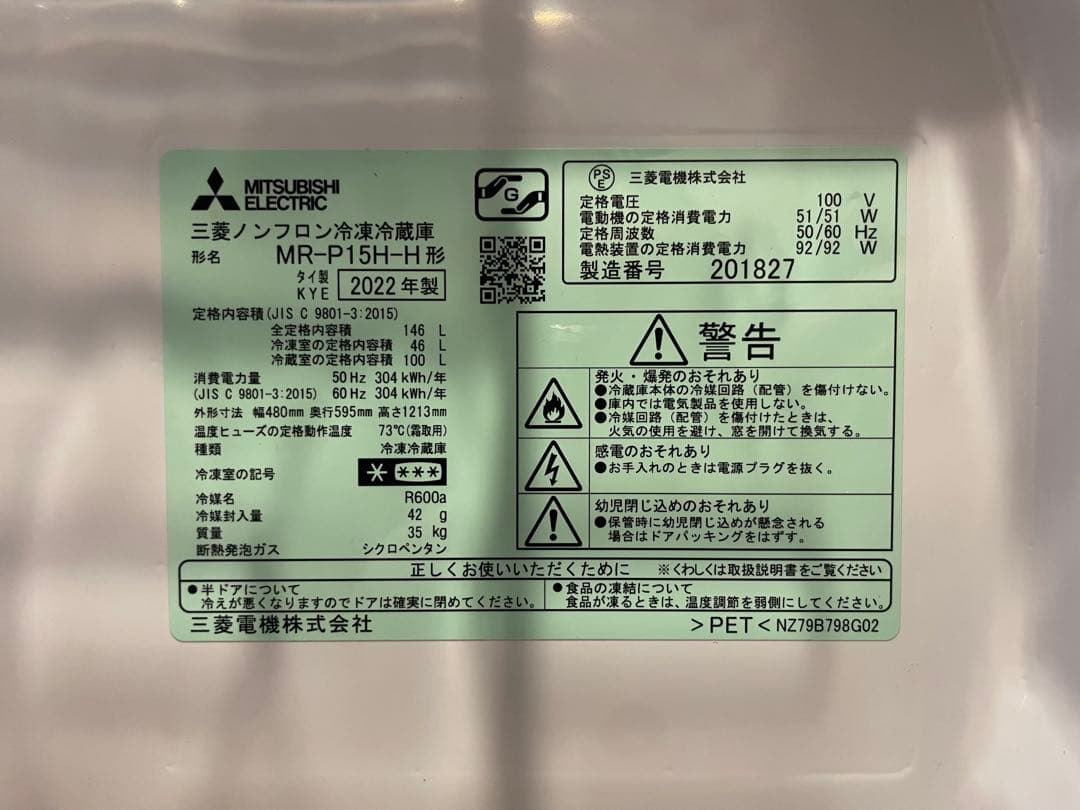 MITSUBISHI
ELECTRIC
三菱ノンフロン冷凍冷蔵庫
形名 MR-P15H-H形
タイ製
KYE 2022年製
定格内容積(JIS C 9801-3:2015)
全定格内容積 146 L
冷凍室の定格内容積 46 L
冷蔵室の定格内容積 100 L
消費電力量 50Hz 304kWh/年
(JIS C 9801-3:2015) 60Hz 304kWh/年
外形寸法 幅480mm 奥行595mm 高さ1213mm
温度ヒューズの定格動作温度 73℃(霜取用)
種類 冷凍冷蔵庫
冷凍室の記号 * ***
冷媒名 R600a
冷媒封入量 42 g
質量 35 kg
断熱発泡ガス シクロペンタン
G
PS
E 三菱電機株式会社
定格電圧 100 V
電動機の定格消費電力 51/51 W
定格周波数 50/60 Hz
電熱装置の定格消費電力 92/92 W
製造番号 201827
警告
発火・爆発のおそれあり
●冷蔵庫本体の冷媒回路(配管)を傷付けない。
●庫内では電気製品を使用しない。
●冷媒回路(配管)を傷付けたときは、
火気の使用を避け、窓を開けて換気する。
感電のおそれあり
●お手入れのときは電源プラグを抜く。
幼児閉じ込めのおそれあり
●保管時に幼児閉じ込めが懸念される
場合はドアパッキングをはずす。
正しくお使いいただくために ※くわしくは取扱説明書をご覧ください
●半ドアについて
冷えが悪くなりますのでドアは確実に閉めてください。
●食品の凍結について
食品が凍るときは、温度調節を弱側にしてください。
三菱電機株式会社
>PET< NZ79B798G02